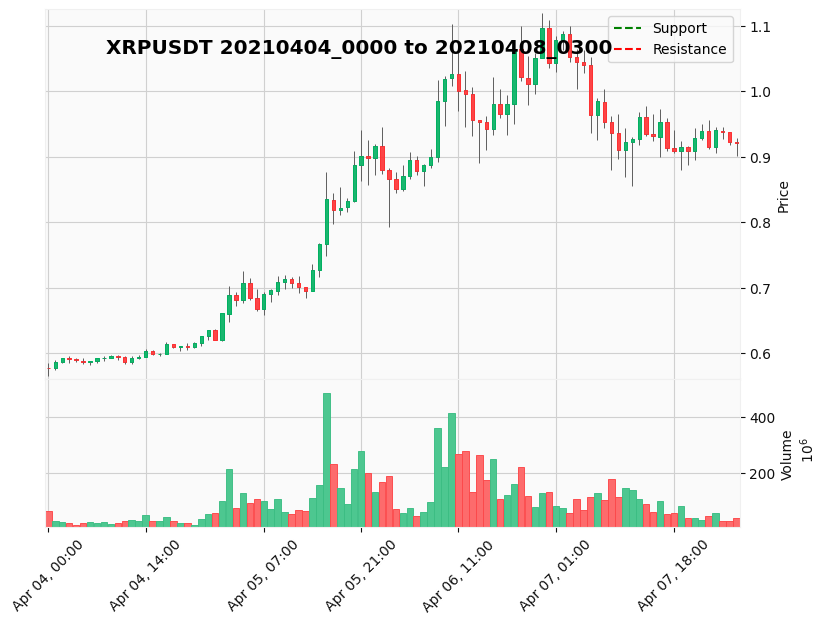 XRPUSDT 20210404_0000 to 20210408_0300
Support
Resistance
1.1
1.0
0.9
0.8
0.7
0.6
Price
400
200
Volume
10^6
Apr 04, 00:00
Apr 04, 14:00
Apr 05, 07:00
Apr 05, 21:00
Apr 06, 11:00
Apr 07, 01:00
Apr 07, 18:00